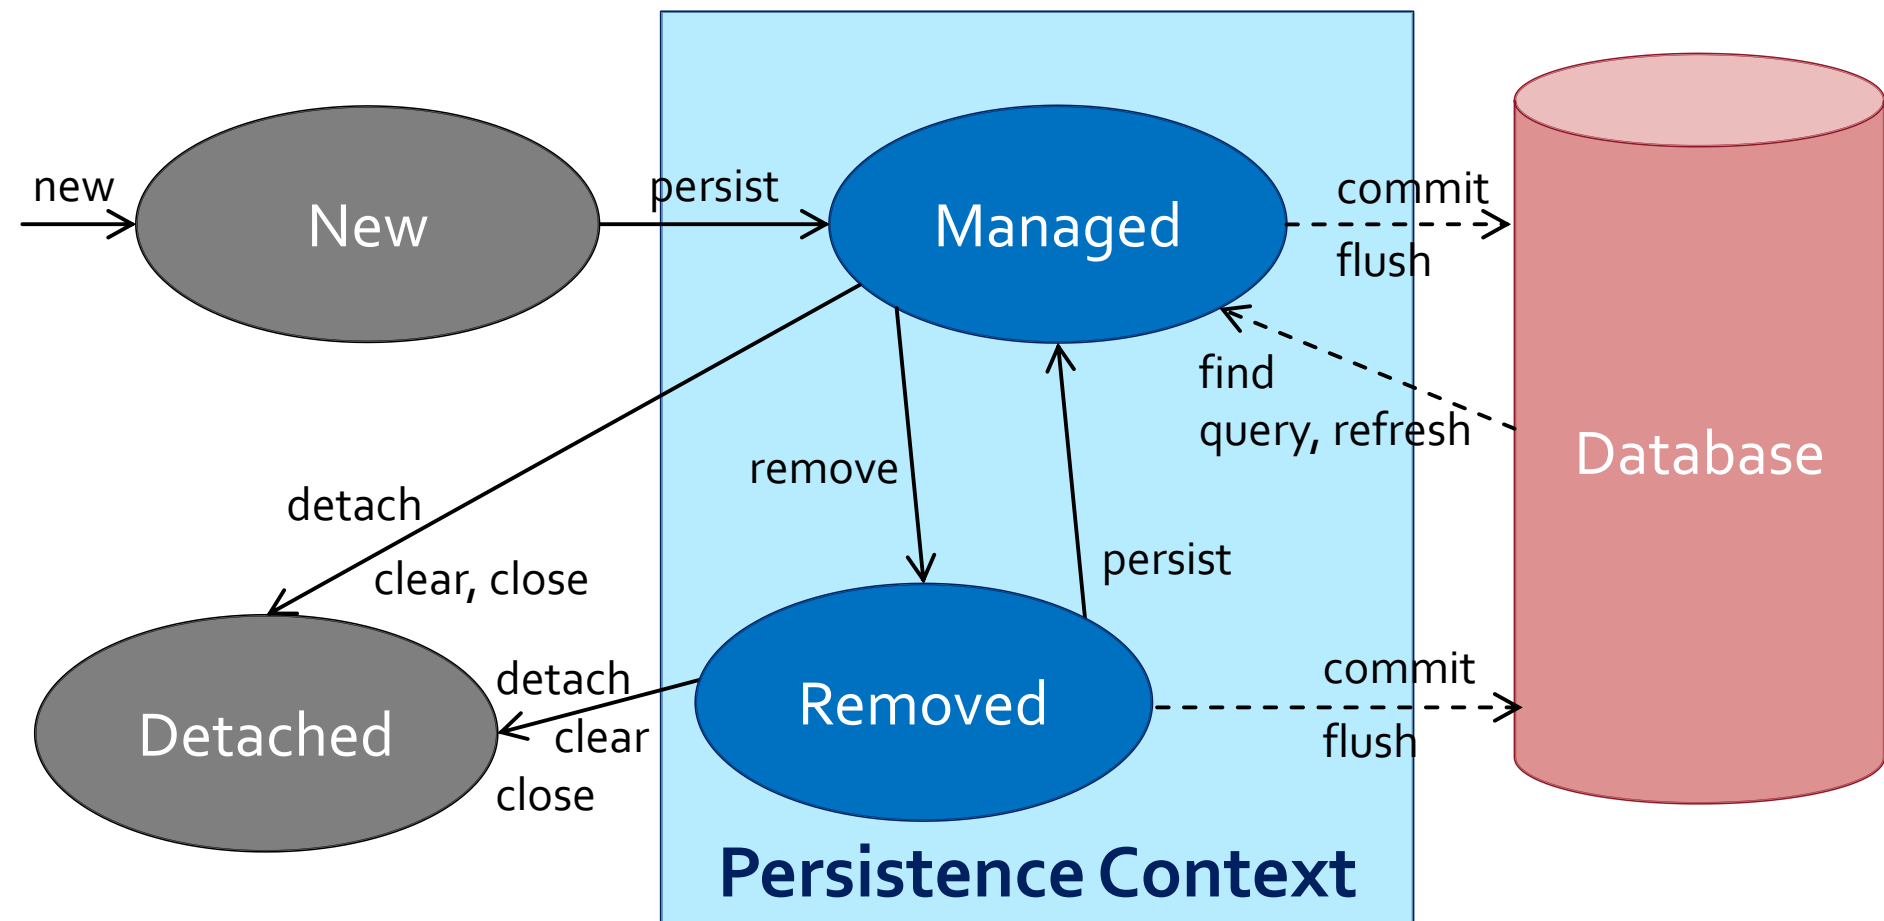 new
New
persist
Managed
commit
flush
find
query, refresh
Database
remove
detach
clear, close
persist
Detached
detach
clear
close
Removed
commit
flush
Persistence Context